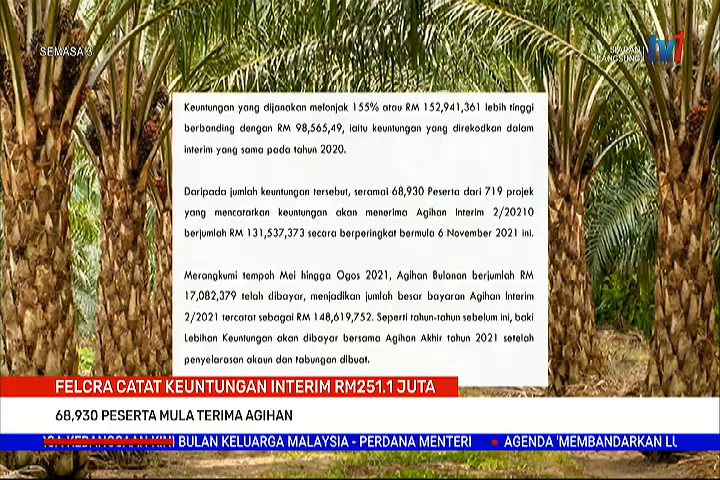 SEMASA 3
SIARAN
LANGSUNG
tv1
Keuntungan yang dijanakan melonjak 155% atau RM 152,941,361 lebih tinggi
berbanding dengan RM 98,565,49, iaitu keuntungan yang direkodkan dalam
interim yang sama pada tahun 2020.
Daripada jumlah keuntungan tersebut, seramai 68,930 Peserta dari 719 projek
yang mencatatkan keuntungan akan menerima Agihan Interim 2/20210
berjumlah RM 131,537,373 secara berperingkat bermula 6 November 2021 ini.
Merangkumi tempoh Mei hingga Ogos 2021, Agihan Bulanan berjumlah RM
17,082,379 telah dibayar, menjadikan jumlah besar bayaran Agihan Interim
2/2021 tercatat sebagai RM 148,619,752. Seperti tahun-tahun sebelum ini, baki
Lebihan Keuntungan akan dibayar bersama Agihan Akhir tahun 2021 setelah
penyelarasan akaun dan tabungan dibuat.
FELCRA CATAT KEUNTUNGAN INTERIM RM251.1 JUTA
68,930 PESERTA MULA TERIMA AGIHAN
BULAN KELUARGA MALAYSIA - PERDANA MENTERI • AGENDA 'MEMBANDARKAN